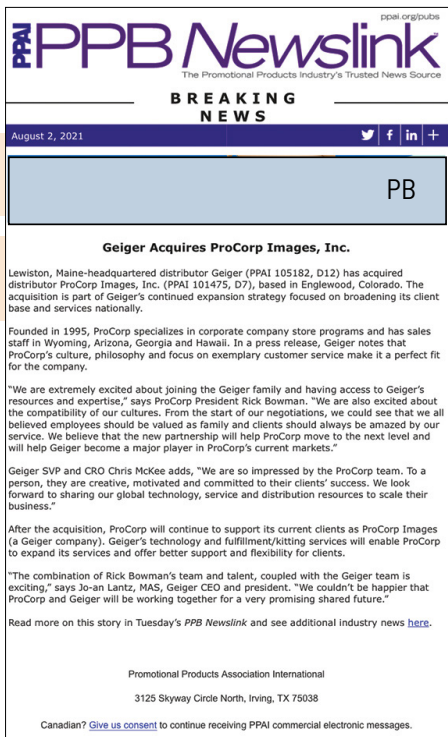 ppai.org/pubs
PPAI PPB Newslink
The Promotional Products Industry's Trusted News Source
BREAKING
NEWS
August 2, 2021
PB
Geiger Acquires ProCorp Images, Inc.
Lewiston, Maine-headquartered distributor Geiger (PPAI 105182, D12) has acquired
distributor ProCorp Images, Inc. (PPAI 101475, D7), based in Englewood, Colorado. The
acquisition is part of Geiger's continued expansion strategy focused on broadening its client
base and services nationally.
Founded in 1995, ProCorp specializes in corporate company store programs and has sales
staff in Wyoming, Arizona, Georgia and Hawaii. In a press release, Geiger notes that
ProCorp's culture, philosophy and focus on exemplary customer service make it a perfect fit
for the company.
"We are extremely excited about joining the Geiger family and having access to Geiger's
resources and expertise," says ProCorp President Rick Bowman. "We are also excited about
the compatibility of our cultures. From the start of our negotiations, we could see that we all
believed employees should be valued as family and clients should always be amazed by our
service. We believe that the new partnership will help ProCorp move to the next level and
will help Geiger become a major player in ProCorp's current markets."
Geiger SVP and CRO Chris McKee adds, "We are so impressed by the ProCorp team. To a
person, they are creative, motivated and committed to their clients' success. We look
forward to sharing our global technology, service and distribution resources to scale their
business."
After the acquisition, ProCorp will continue to support its current clients as ProCorp Images
(a Geiger company). Geiger's technology and fulfillment/kitting services will enable ProCorp
to expand its services and offer better support and flexibility for clients.
"The combination of Rick Bowman's team and talent, coupled with the Geiger team is
exciting," says Jo-an Lantz, MAS, Geiger CEO and president. "We couldn't be happier that
ProCorp and Geiger will be working together for a very promising shared future."
Read more on this story in Tuesday's PPB Newslink and see additional industry news here.
Promotional Products Association International
3125 Skyway Circle North, Irving, TX 75038
Canadian? Give us consent to continue receiving PPAI commercial electronic messages.